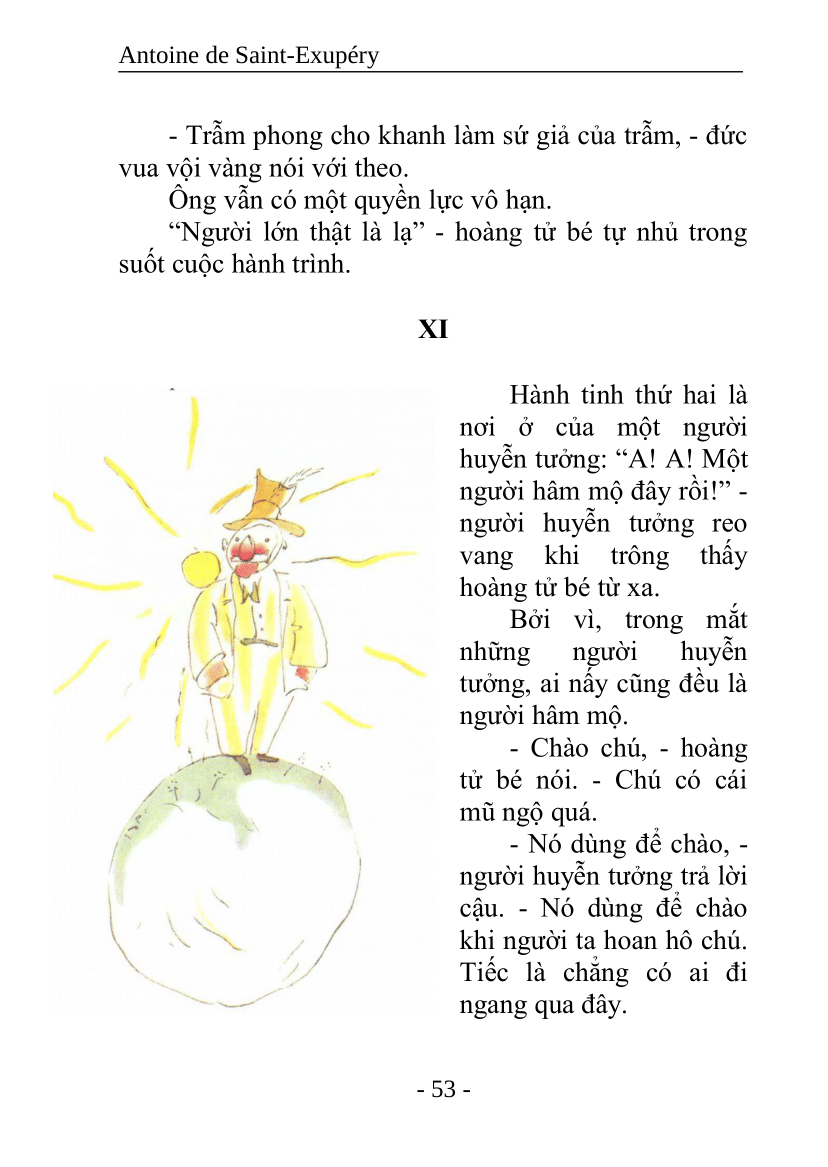 Antoine de Saint-Exupéry
- Trẫm phong cho khanh làm sứ giả của trẫm, - đức
vua vội vàng nói với theo.
Ông vẫn có một quyền lực vô hạn.
“Người lớn thật là lạ” - hoàng tử bé tự nhủ trong
suốt cuộc hành trình.
XI
Hành tinh thứ hai là
nơi ở của một người
huyễn tưởng: “A! A! Một
người hâm mộ đây rồi!” -
người huyễn tưởng reo
vang khi trông thấy
hoàng tử bé từ xa.
Bởi vì, trong mắt
những người huyễn
tưởng, ai nấy cũng đều là
người hâm mộ.
- Chào chú, - hoàng
tử bé nói. - Chú có cái
mũ ngộ quá.
- Nó dùng để chào, -
người huyễn tưởng trả lời
cậu. - Nó dùng để chào
khi người ta hoan hô chú.
Tiếc là chẳng có ai đi
ngang qua đây.
- 53 -